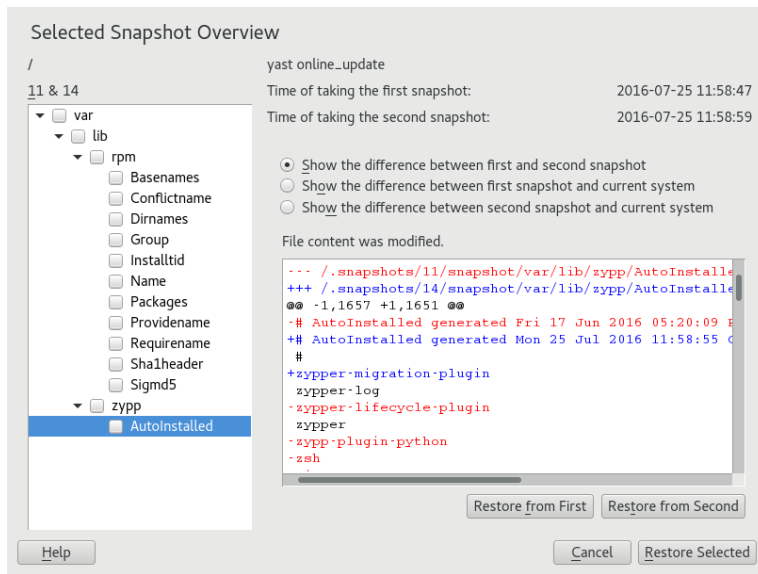 Selected Snapshot Overview
/
11 & 14
var
lib
rpm
Basenames
Conflictname
Dirnames
Group
Installtid
Name
Packages
Providename
Requirename
Sha1header
Sigmd5
zypp
AutoInstalled
yast online_update
Time of taking the first snapshot: 2016-07-25 11:58:47
Time of taking the second snapshot: 2016-07-25 11:58:59
Show the difference between first and second snapshot
Show the difference between first snapshot and current system
Show the difference between second snapshot and current system
File content was modified.
--- /.snapshots/11/snapshot/var/lib/zypp/AutoInstalle
+++ /.snapshots/14/snapshot/var/lib/zypp/AutoInstalle
@@ -1,1657 +1,1651 @@
-# AutoInstalled generated Fri 17 Jun 2016 05:20:09
+# AutoInstalled generated Mon 25 Jul 2016 11:58:55
#
+zypper-migration-plugin
zypper-log
-zypper-lifecycle-plugin
zypper
-zypp-plugin-python
-zsh
Restore from First Restore from Second
Help Cancel Restore Selected